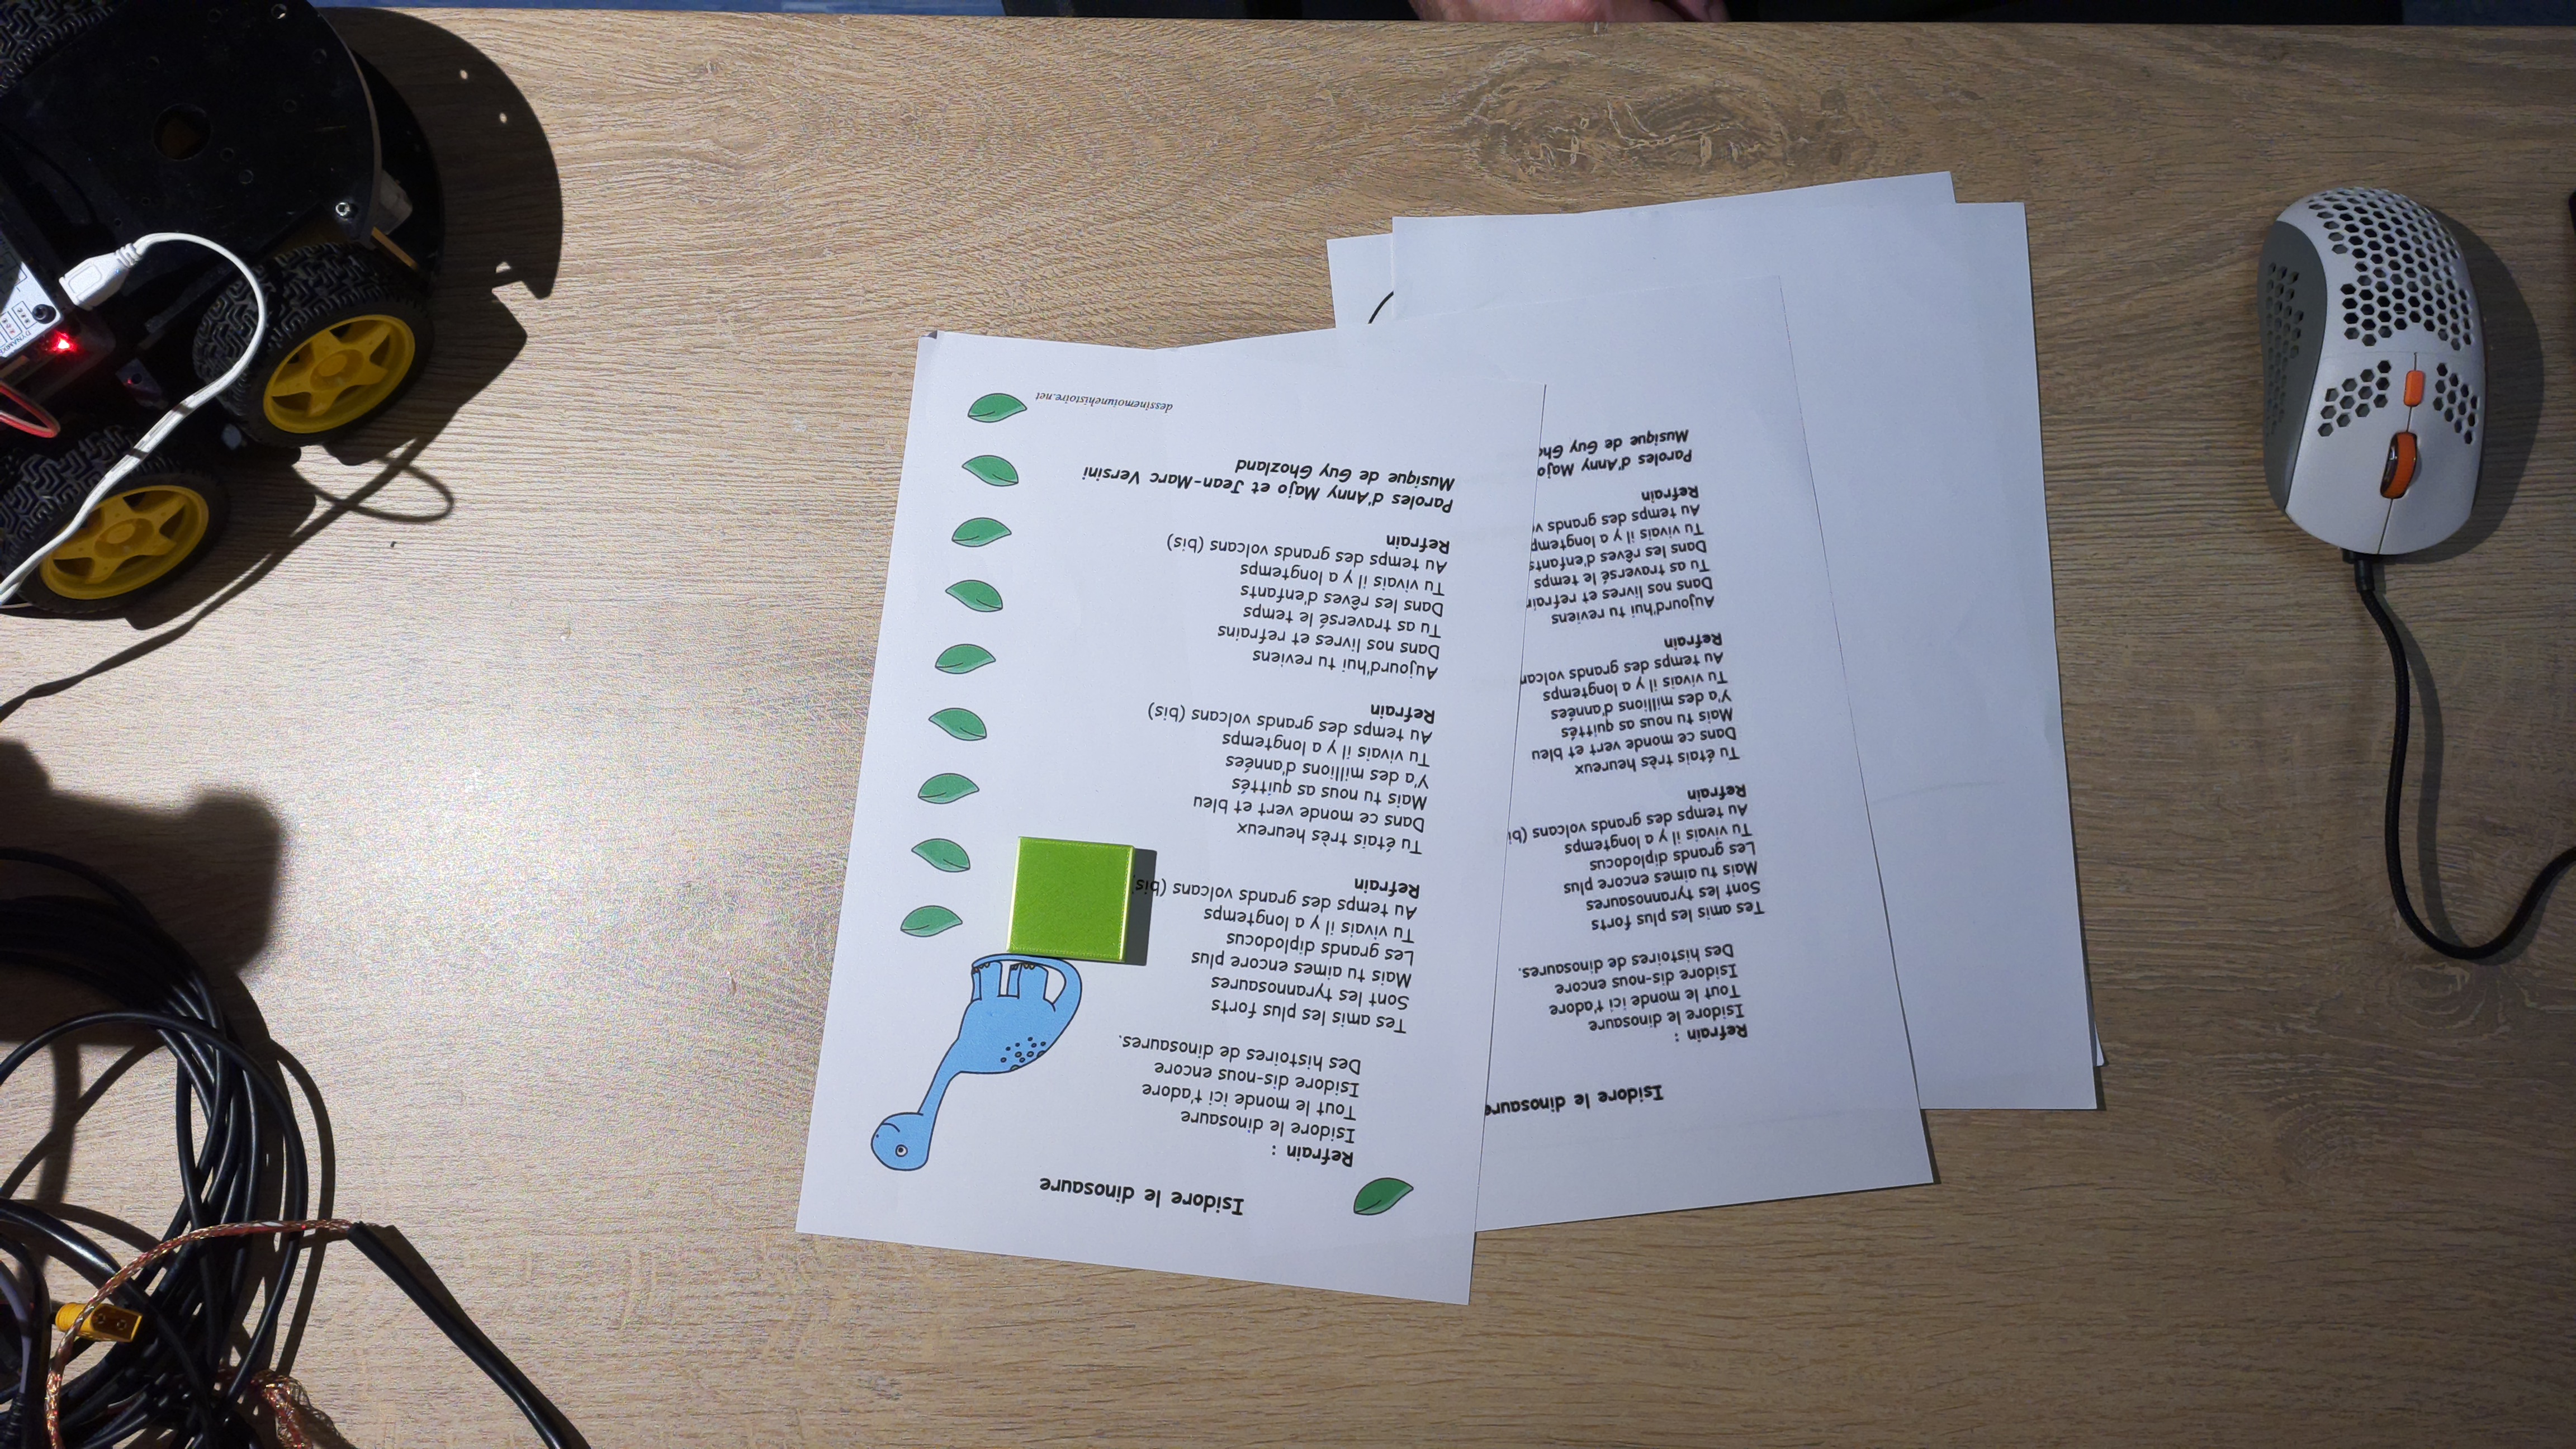 Isidore le dinosaure
Refrain :
Isidore le dinosaure
Tout le monde ici t'adore
Isidore dis-nous encore
Des histoires de dinosaures.
Tes amis les plus forts
Sont les tyrannosaures
Mais tu aimes encore plus
Les grands diplodocus
Tu vivais il y a longtemps
Au temps des grands volcans (bis)
Refrain
Tu étais très heureux
Dans ce monde vert et bleu
Mais tu nous as quittés
Y'a des millions d'années
Tu vivais il y a longtemps
Au temps des grands volcans (bis)
Refrain
Aujourd'hui tu reviens
Dans nos livres et refrains
Tu as traversé le temps
Dans les rêves d'enfants
Tu vivais il y a longtemps
Au temps des grands volcans (bis)
Refrain
Paroles d'Anny Majo et Jean-Marc Versini
Musique de Guy Ghozland
dessinemoiunehistoire.net
Isidore le dinosaure
Refrain :
Isidore le dinosaure
Tout le monde ici t'adore
Isidore dis-nous encore
Des histoires de dinosaures.
Tes amis les plus forts
Sont les tyrannosaures
Mais tu aimes encore plus
Les grands diplodocus
Tu vivais il y a longtemps
Au temps des grands volcans (bi
Refrain
Tu étais très heureux
Dans ce monde vert et bleu
Mais tu nous as quittés
Y'a des millions d'années
Tu vivais il y a longtemps
Au temps des grands volcan
Refrain
Aujourd'hui tu reviens
Dans nos livres et refrain
Tu as traversé le temps
Dans les rêves d'enfants
Tu vivais il y a longtemp
Au temps des grands v
Refrain
Paroles d'Anny Majo
Musique de Guy Gho